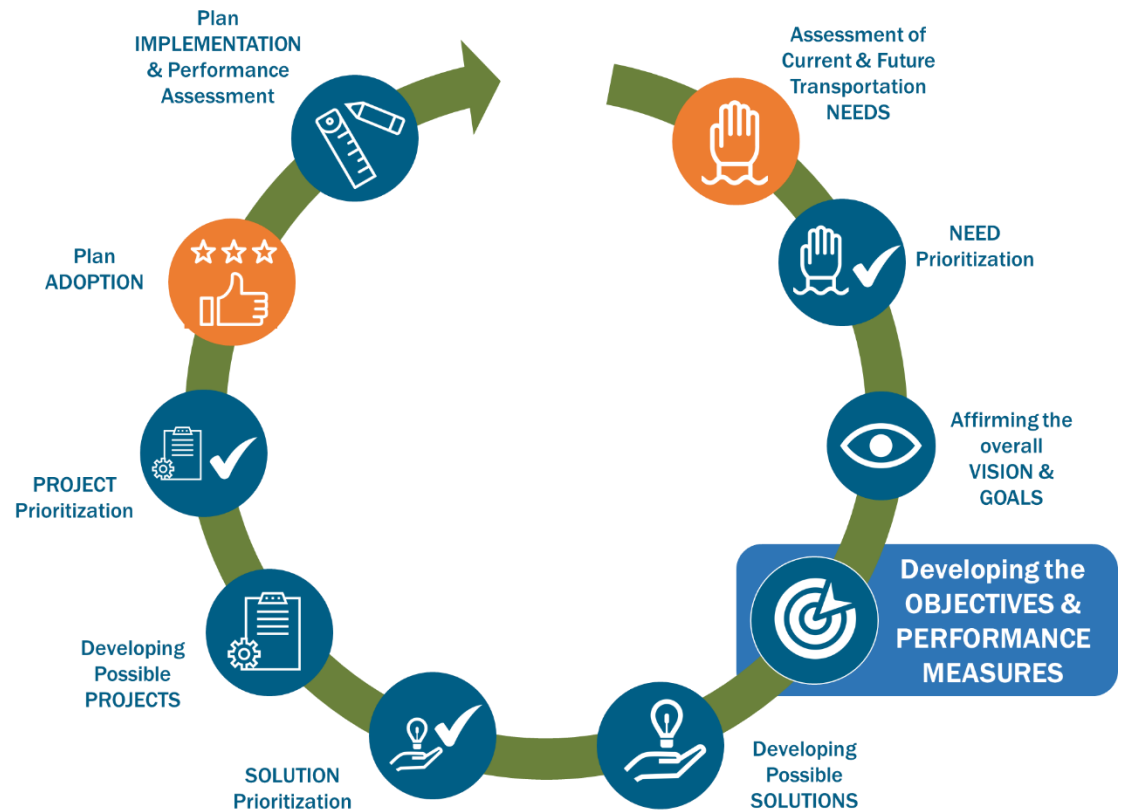 Assessment of
Current & Future
Transportation
NEEDS
NEED
Prioritization
Affirming the
overall
VISION &
GOALS
Developing the
OBJECTIVES &
PERFORMANCE
MEASURES
Developing
Possible
SOLUTIONS
SOLUTION
Prioritization
Developing
Possible
PROJECTS
PROJECT
Prioritization
Plan
ADOPTION
Plan
IMPLEMENTATION
& Performance
Assessment